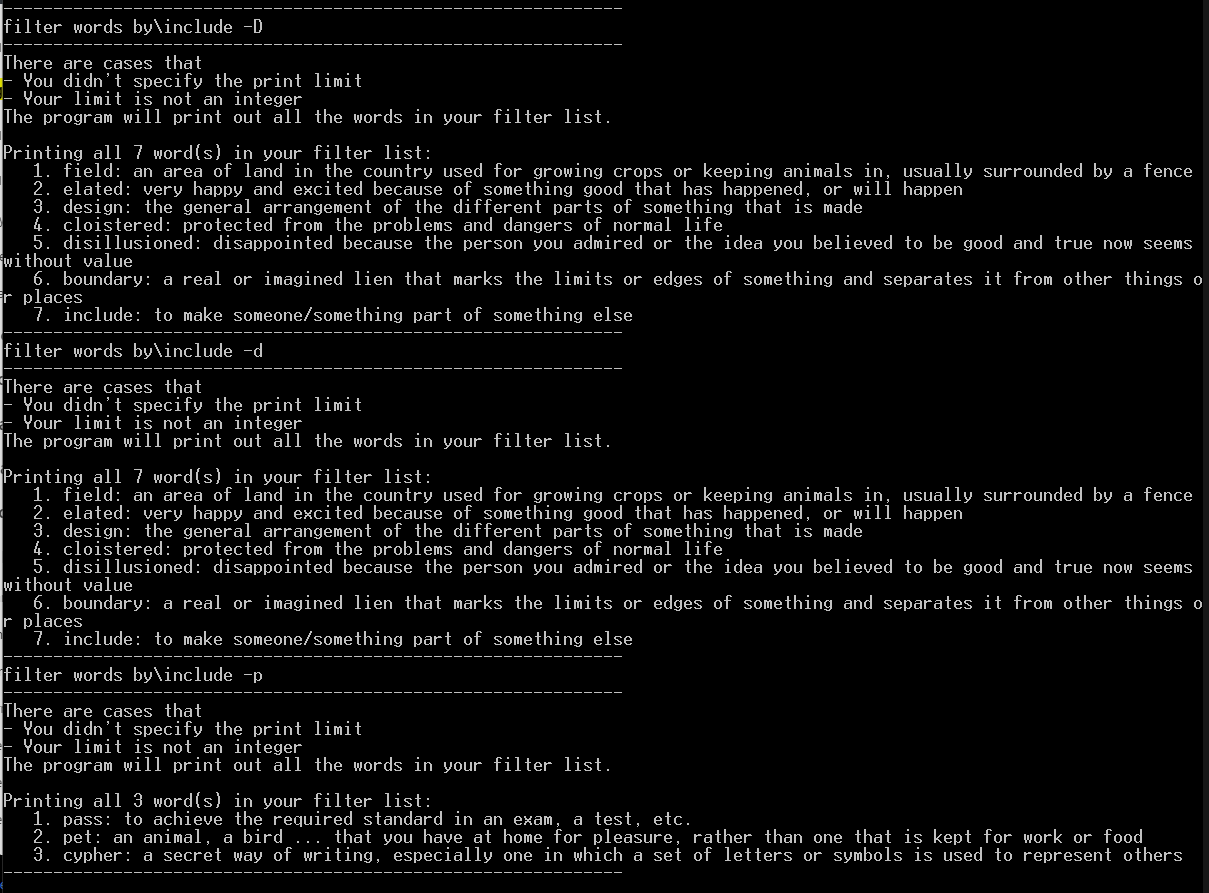 ------------------------------------------------------------
filter words by\include -D
------------------------------------------------------------
There are cases that
- You didn't specify the print limit
- Your limit is not an integer
The program will print out all the words in your filter list.
Printing all 7 word(s) in your filter list:
1. field: an area of land in the country used for growing crops or keeping animals in, usually surrounded by a fence
2. elated: very happy and excited because of something good that has happened, or will happen
3. design: the general arrangement of the different parts of something that is made
4. cloistered: protected from the problems and dangers of normal life
5. disillusioned: disappointed because the person you admired or the idea you believed to be good and true now seems
without value
6. boundary: a real or imagined lien that marks the limits or edges of something and separates it from other things o
r places
7. include: to make someone/something part of something else
------------------------------------------------------------
filter words by\include -d
------------------------------------------------------------
There are cases that
- You didn't specify the print limit
- Your limit is not an integer
The program will print out all the words in your filter list.
Printing all 7 word(s) in your filter list:
1. field: an area of land in the country used for growing crops or keeping animals in, usually surrounded by a fence
2. elated: very happy and excited because of something good that has happened, or will happen
3. design: the general arrangement of the different parts of something that is made
4. cloistered: protected from the problems and dangers of normal life
5. disillusioned: disappointed because the person you admired or the idea you believed to be good and true now seems
without value
6. boundary: a real or imagined lien that marks the limits or edges of something and separates it from other things o
r places
7. include: to make someone/something part of something else
------------------------------------------------------------
filter words by\include -p
------------------------------------------------------------
There are cases that
- You didn't specify the print limit
- Your limit is not an integer
The program will print out all the words in your filter list.
Printing all 3 word(s) in your filter list:
1. pass: to achieve the required standard in an exam, a test, etc.
2. pet: an animal, a bird ... that you have at home for pleasure, rather than one that is kept for work or food
3. cypher: a secret way of writing, especially one in which a set of letters or symbols is used to represent others
------------------------------------------------------------